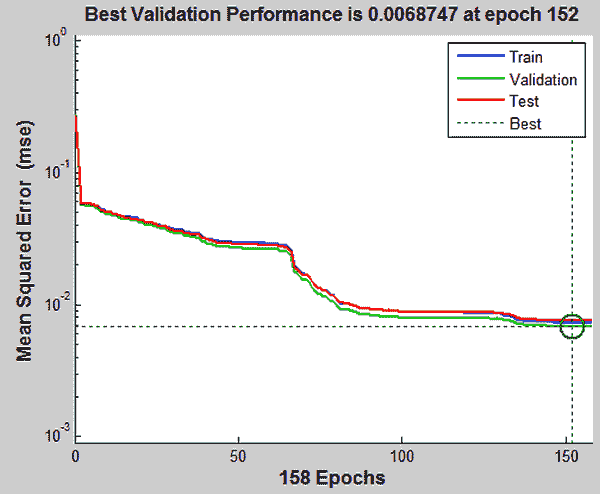 Best Validation Performance is 0.0068747 at epoch 152
Train
Validation
Test
Best
Mean Squared Error (mse)
10^0
10^-1
10^-2
10^-3
0
50
100
150
158 Epochs